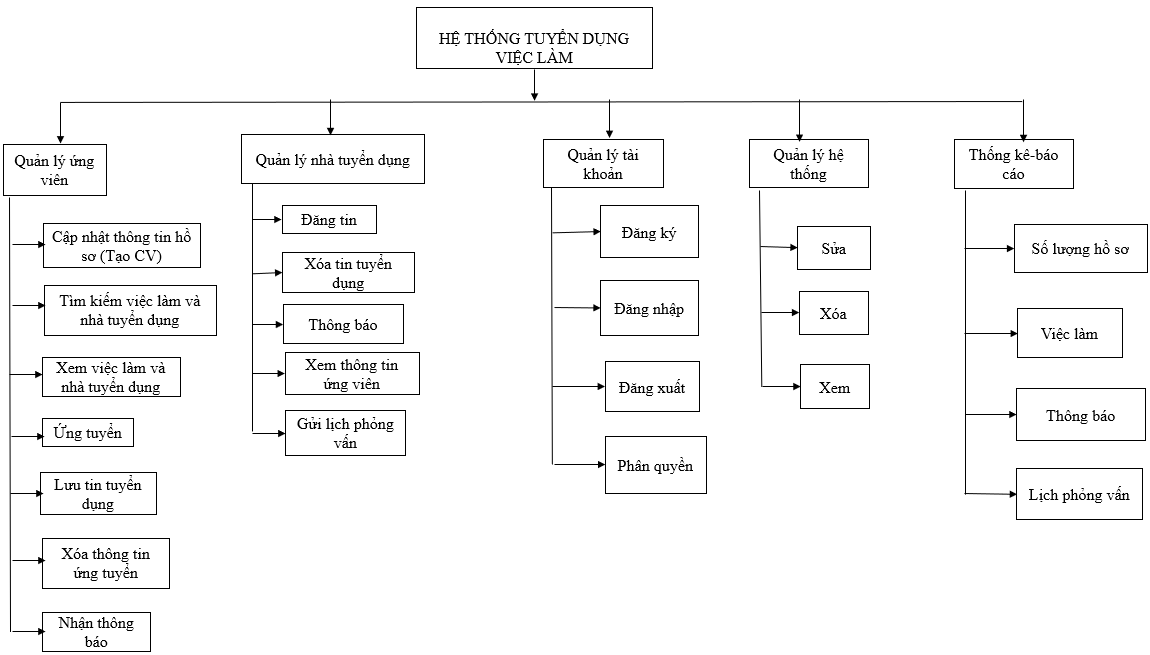 HỆ THỐNG TUYỂN DỤNG
VIỆC LÀM
Quản lý ứng
viên
Cập nhật thông tin hồ
sơ (Tạo CV)
Tìm kiếm việc làm và
nhà tuyển dụng
Xem việc làm và
nhà tuyển dụng
Ứng tuyển
Lưu tin tuyển
dụng
Xóa thông tin
ứng tuyển
Nhận thông
báo
Quản lý nhà tuyển dụng
Đăng tin
Xóa tin tuyển
dụng
Thông báo
Xem thông tin
ứng viên
Gửi lịch phỏng
vấn
Quản lý tài
khoản
Đăng ký
Đăng nhập
Đăng xuất
Phân quyền
Quản lý hệ
thống
Sửa
Xóa
Xem
Thống kê-báo
cáo
Số lượng hồ sơ
Việc làm
Thông báo
Lịch phỏng vấn